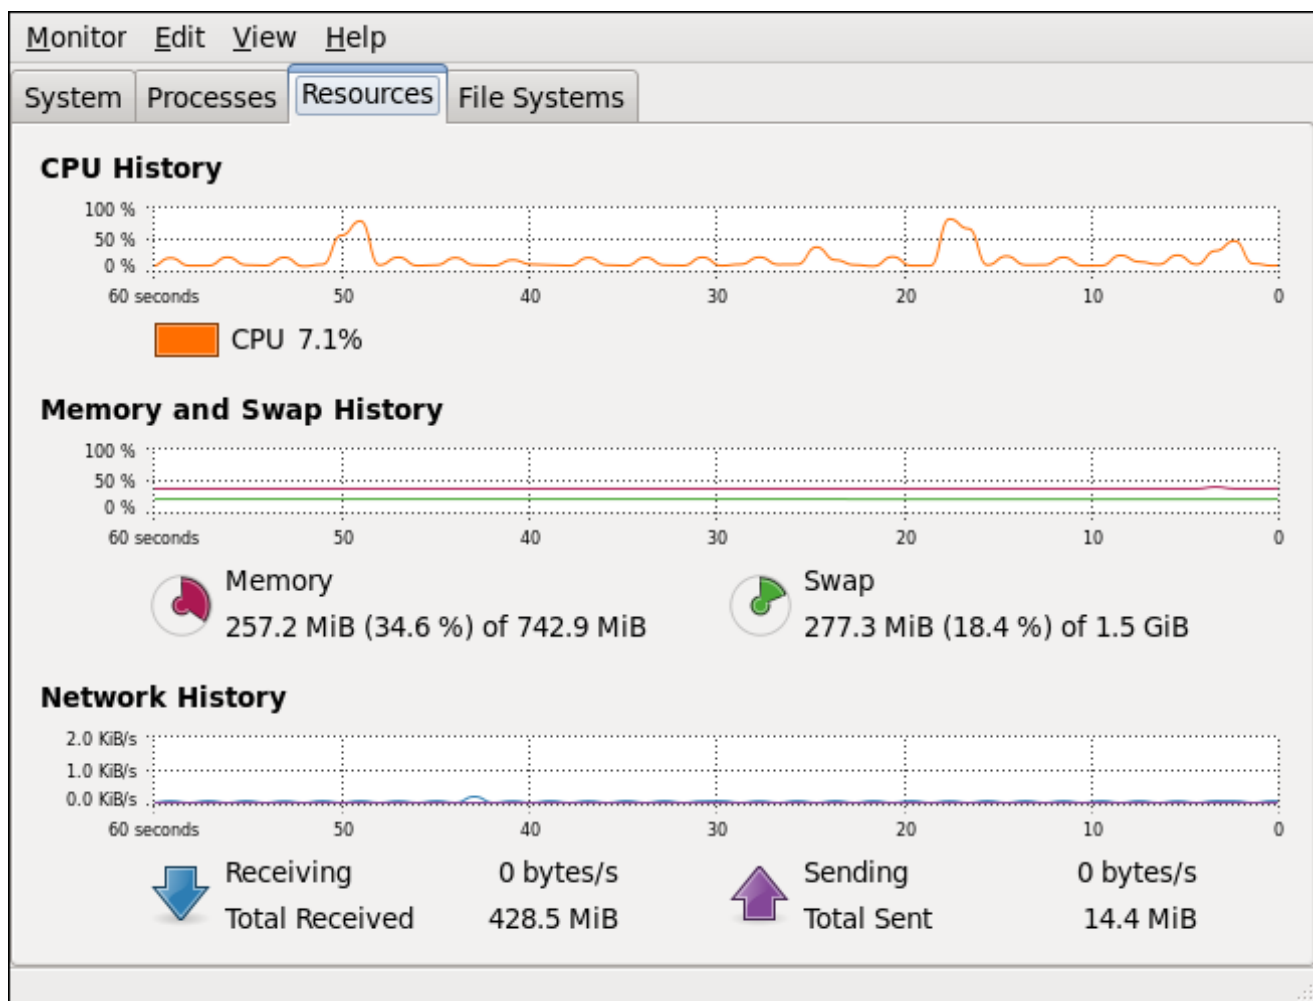 Monitor Edit View Help
System Processes Resources File Systems
CPU History
100 %
50 %
0 %
60 seconds 50 40 30 20 10 0
CPU 7.1%
Memory and Swap History
100 %
50 %
0 %
60 seconds 50 40 30 20 10 0
Memory Swap
257.2 MiB (34.6 %) of 742.9 MiB 277.3 MiB (18.4 %) of 1.5 GiB
Network History
2.0 KiB/s
1.0 KiB/s
0.0 KiB/s
60 seconds 50 40 30 20 10 0
Receiving 0 bytes/s Sending 0 bytes/s
Total Received 428.5 MiB Total Sent 14.4 MiB